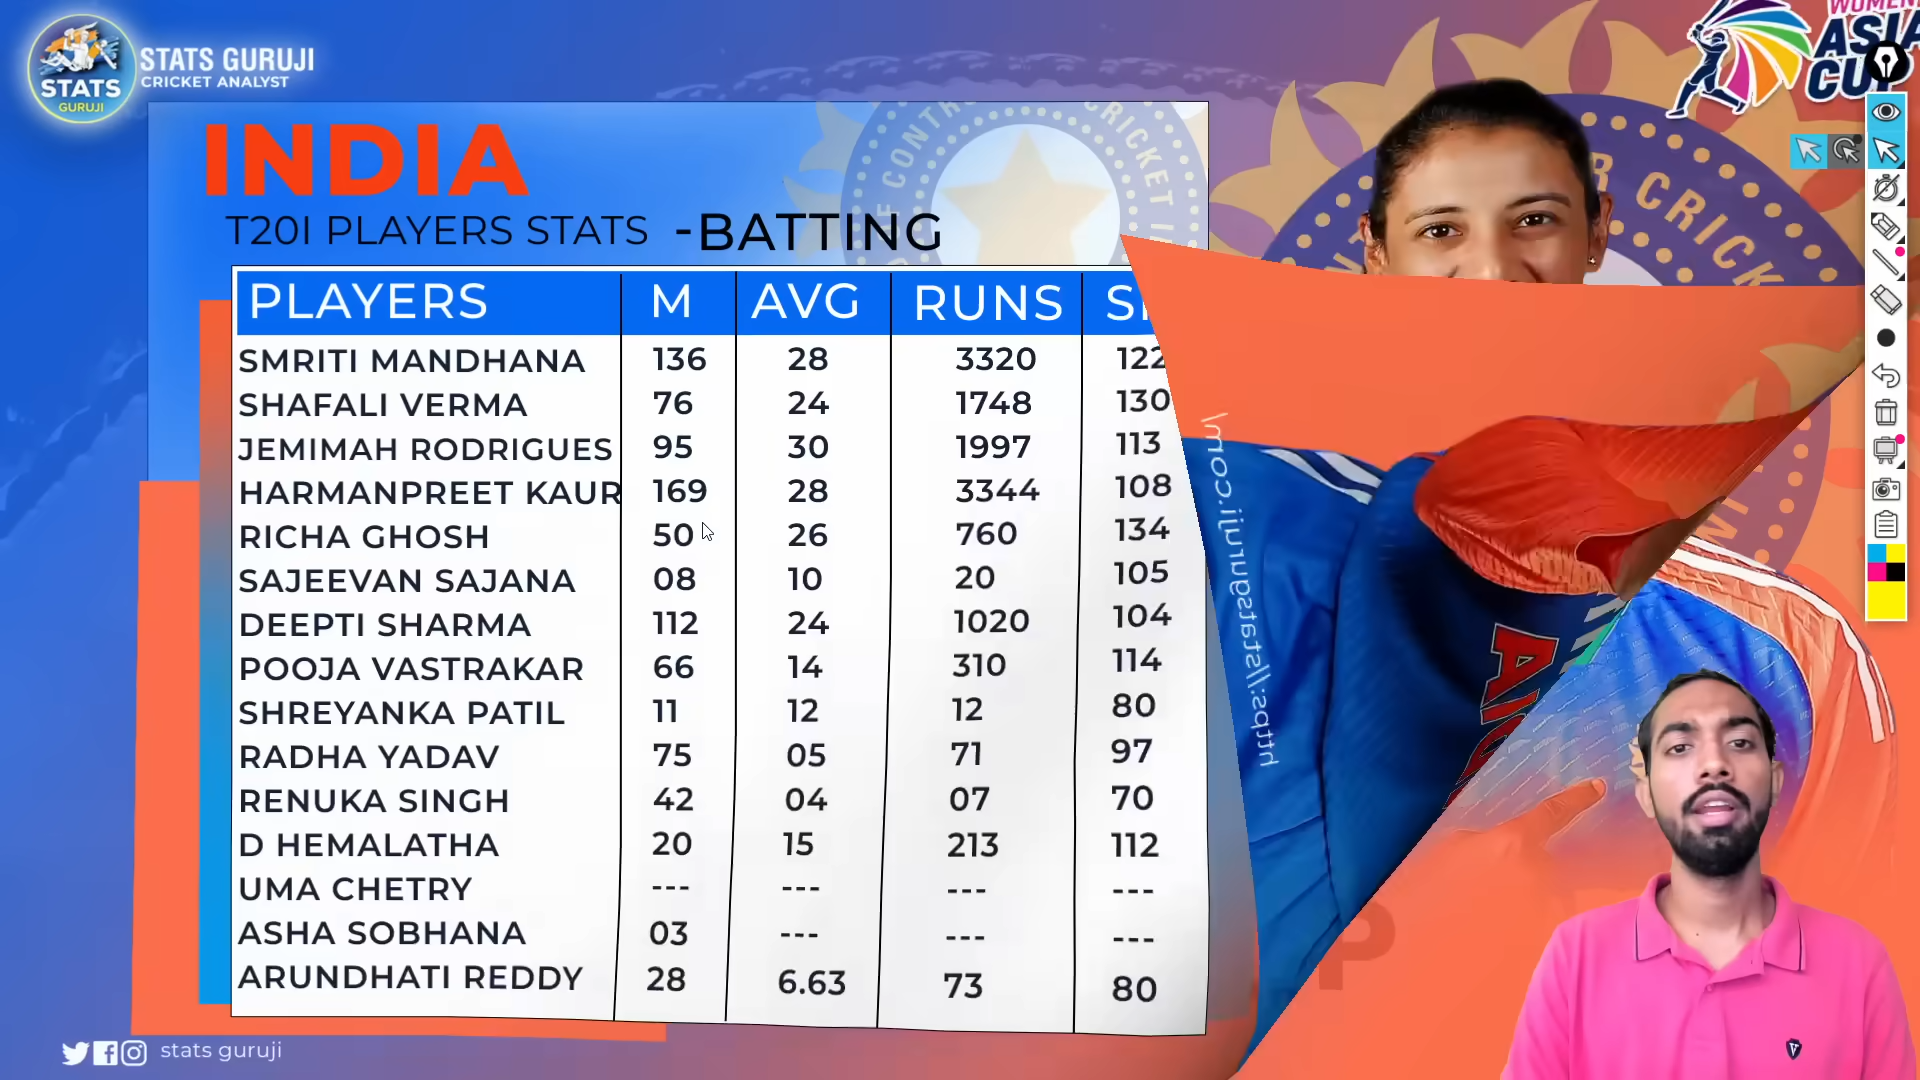 STATS GURUJI
CRICKET ANALYST
STATS
GURUJI
ASIA
CUP
INDIA
T20I PLAYERS STATS -BATTING
PLAYERS M AVG RUNS
SMRITI MANDHANA 136 28 3320 122
SHAFALI VERMA 76 24 1748 130
JEMIMAH RODRIGUES 95 30 1997 113
HARMANPREET KAUR 169 28 3344 108
RICHA GHOSH 50 26 760 134
SAJEEVAN SAJANA 08 10 20 105
DEEPTI SHARMA 112 24 1020 104
POOJA VASTRAKAR 66 14 310 114
SHREYANKA PATIL 11 12 12 80
RADHA YADAV 75 05 71 97
RENUKA SINGH 42 04 07 70
D HEMALATHA 20 15 213 112
UMA CHETRY --- --- --- ---
ASHA SOBHANA 03 --- --- ---
ARUNDHATI REDDY 28 6.63 73 80
https://statsguruji.com/
stats guruji